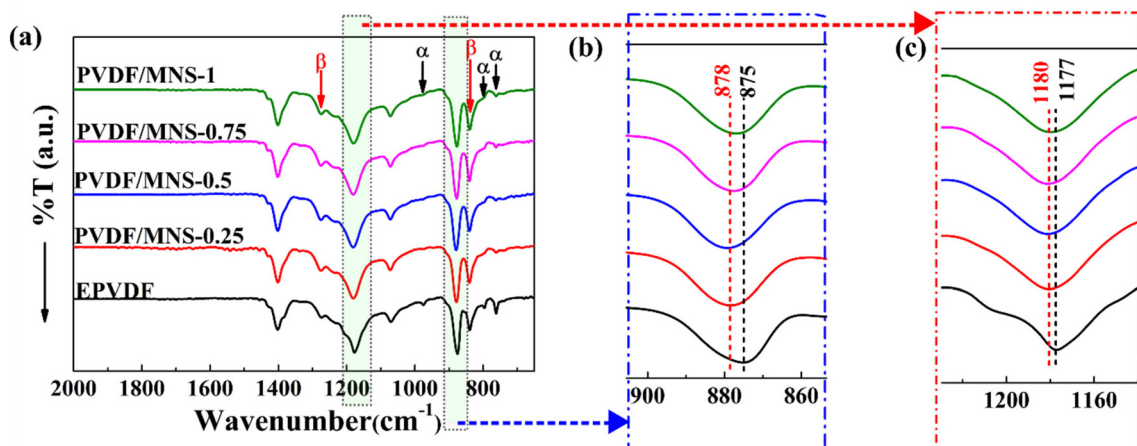 (a)
β
α
β
α
α
PVDF/MNS-1
PVDF/MNS-0.75
PVDF/MNS-0.5
PVDF/MNS-0.25
EPVDF
%T (a.u.)
2000 1800 1600 1400 1200 1000 800
Wavenumber(cm-1)
(b)
878
875
900 880 860
(c)
1180
1177
1200 1160